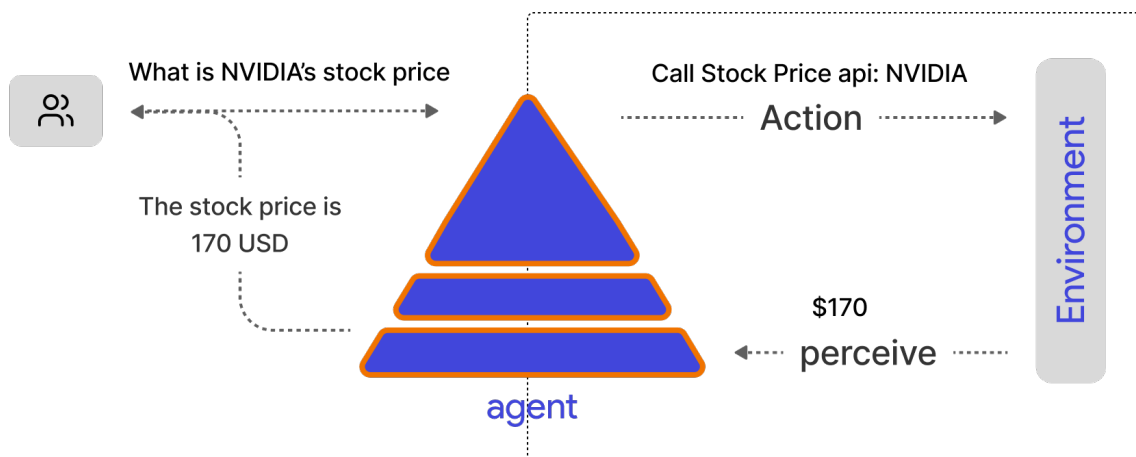 What is NVIDIA's stock price
Call Stock Price api: NVIDIA
Action
The stock price is
170 USD
Environment
$170
perceive
agent